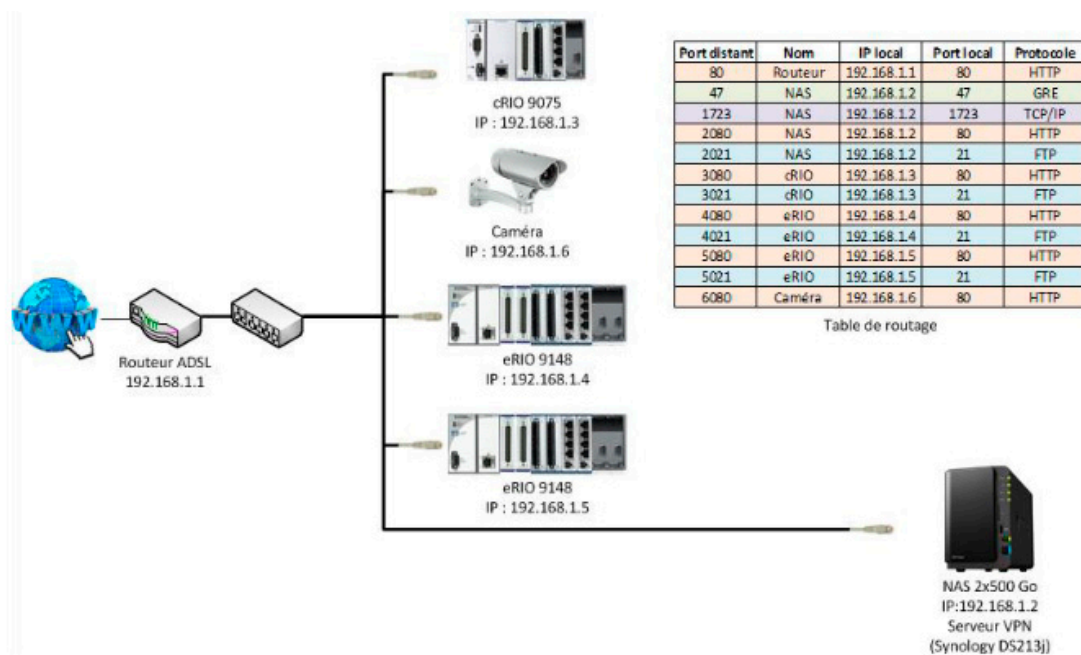 cRIO 9075
IP : 192.168.1.3
Caméra
IP : 192.168.1.6
WWW
Routeur ADSL
192.168.1.1
eRIO 9148
IP : 192.168.1.4
eRIO 9148
IP : 192.168.1.5
NAS 2x500 Go
IP:192.168.1.2
Serveur VPN
(Synology DS213j)
Port distant Nom IP local Port local Protocole
80 Routeur 192.168.1.1 80 HTTP
47 NAS 192.168.1.2 47 GRE
1723 NAS 192.168.1.2 1723 TCP/IP
2080 NAS 192.168.1.2 80 HTTP
2021 NAS 192.168.1.2 21 FTP
3080 cRIO 192.168.1.3 80 HTTP
3021 cRIO 192.168.1.3 21 FTP
4080 eRIO 192.168.1.4 80 HTTP
4021 eRIO 192.168.1.4 21 FTP
5080 eRIO 192.168.1.5 80 HTTP
5021 eRIO 192.168.1.5 21 FTP
6080 Caméra 192.168.1.6 80 HTTP
Table de routage